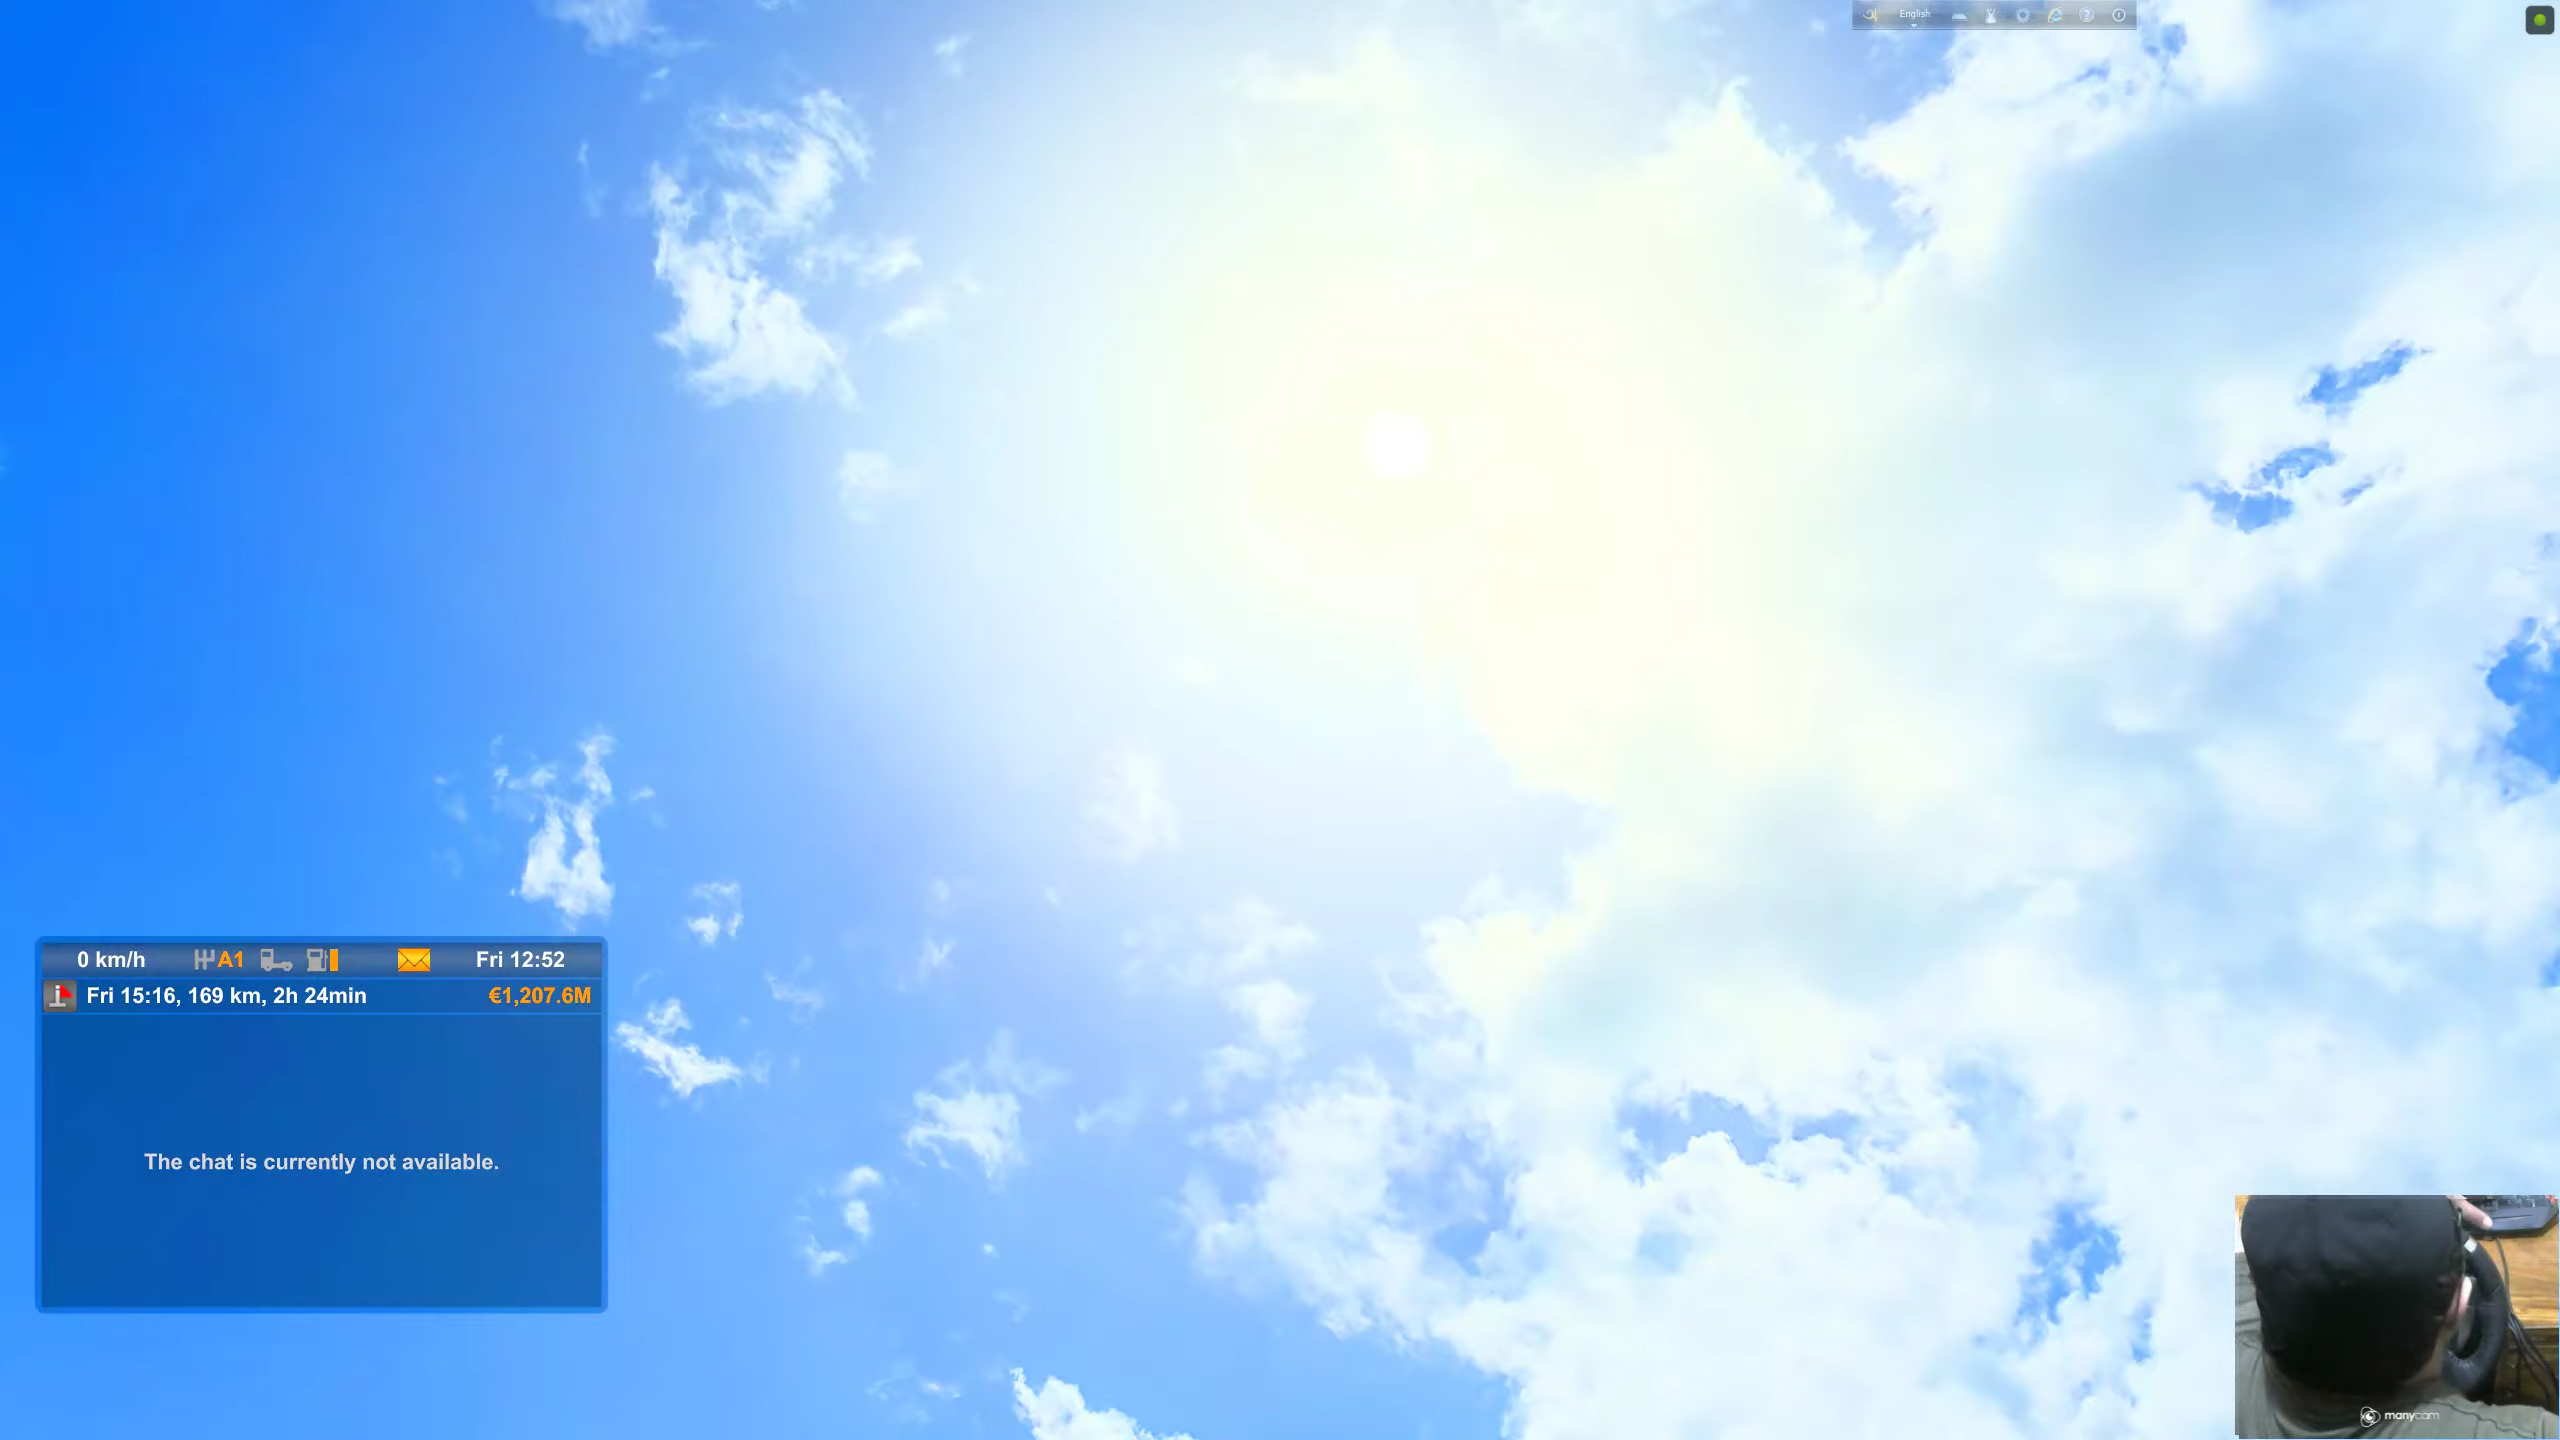 English
0 km/h A1 Fri 12:52
Fri 15:16, 169 km, 2h 24min €1,207.6M
The chat is currently not available.
manycam